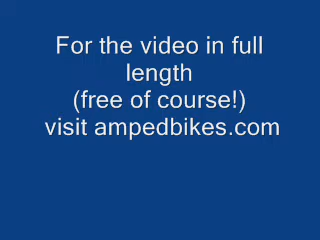 For the video in full
length
(free of course!)
visit ampedbikes.com